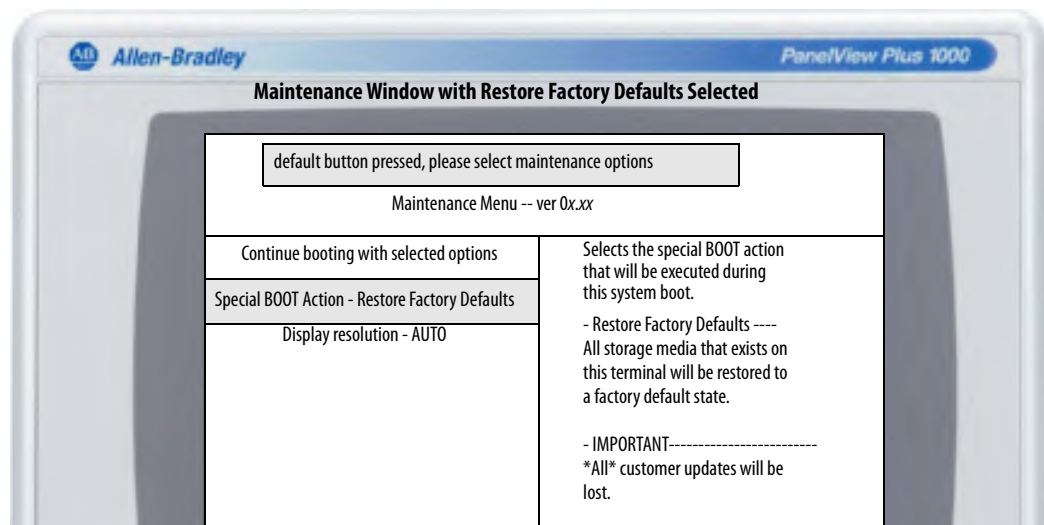 AB Allen-Bradley
PanelView Plus 1000
Maintenance Window with Restore Factory Defaults Selected
default button pressed, please select maintenance options
Maintenance Menu -- ver 0x.xx
Continue booting with selected options
Special BOOT Action - Restore Factory Defaults
Display resolution - AUTO
Selects the special BOOT action
that will be executed during
this system boot.
- Restore Factory Defaults ----
All storage media that exists on
this terminal will be restored to
a factory default state.
- IMPORTANT-------------------------
*All* customer updates will be
lost.